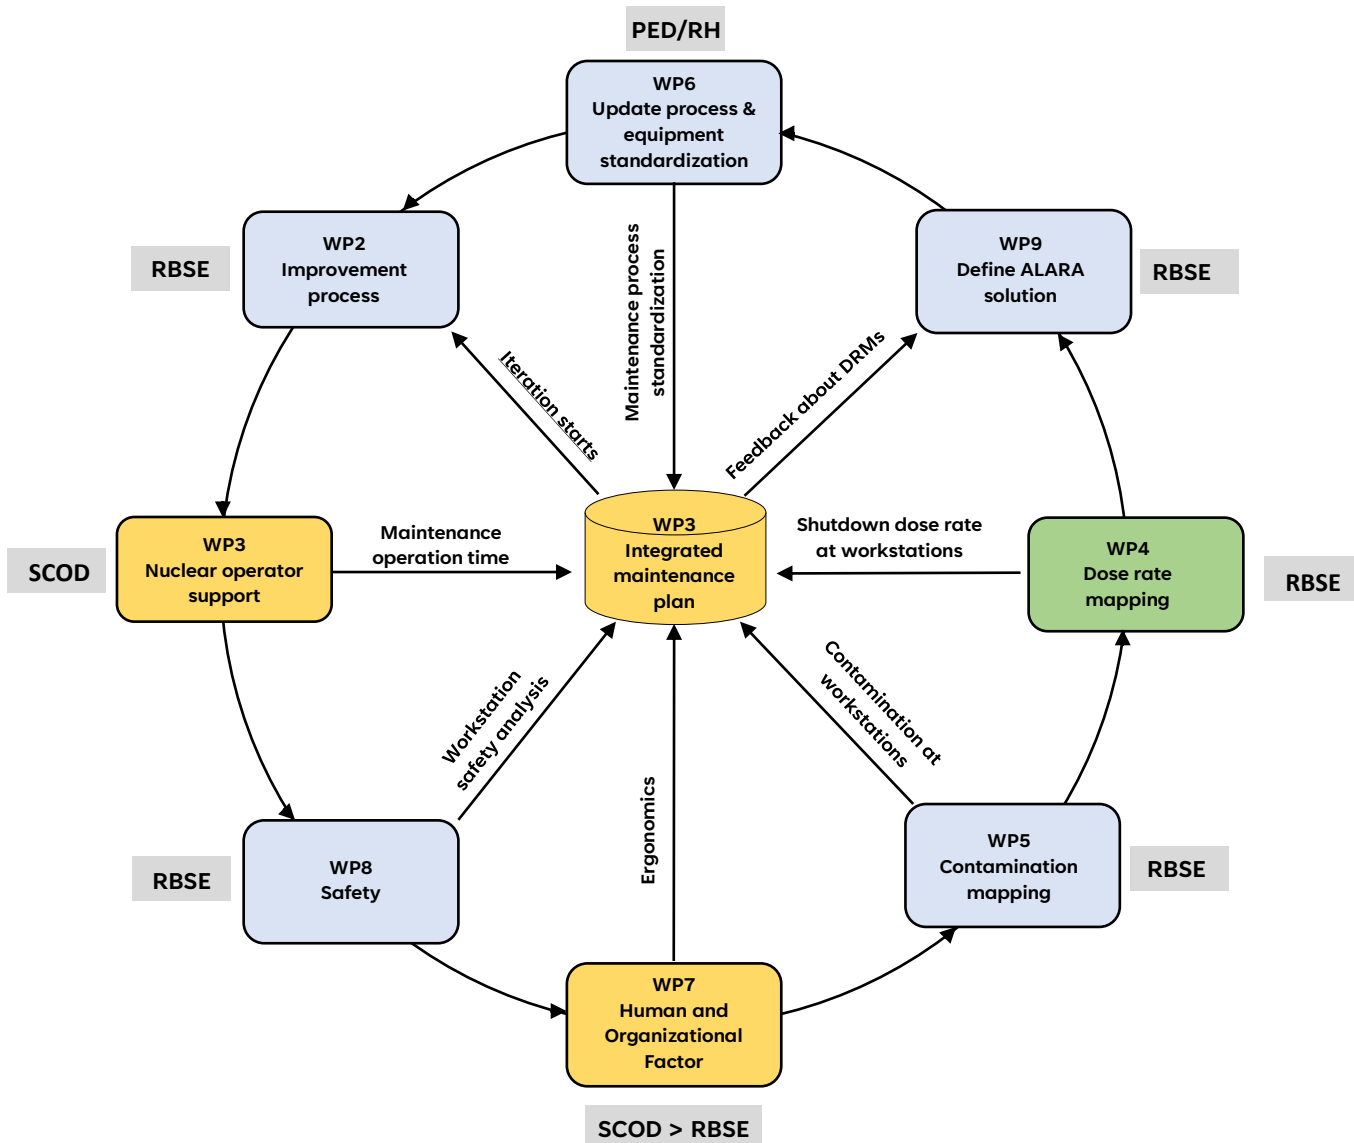 PED/RH
WP6
Update process &
equipment
standardization
WP2
Improvement
process
RBSE
WP9
Define ALARA
solution
RBSE
Maintenance process
standardization
Iteration starts
Feedback about DRMs
WP3
Nuclear operator
support
SCOD
Maintenance
operation time
WP3
Integrated
maintenance
plan
Shutdown dose rate
at workstations
WP4
Dose rate
mapping
RBSE
Workstation
safety analysis
Ergonomics
Contamination at
workstations
WP8
Safety
RBSE
WP5
Contamination
mapping
RBSE
WP7
Human and
Organizational
Factor
SCOD > RBSE